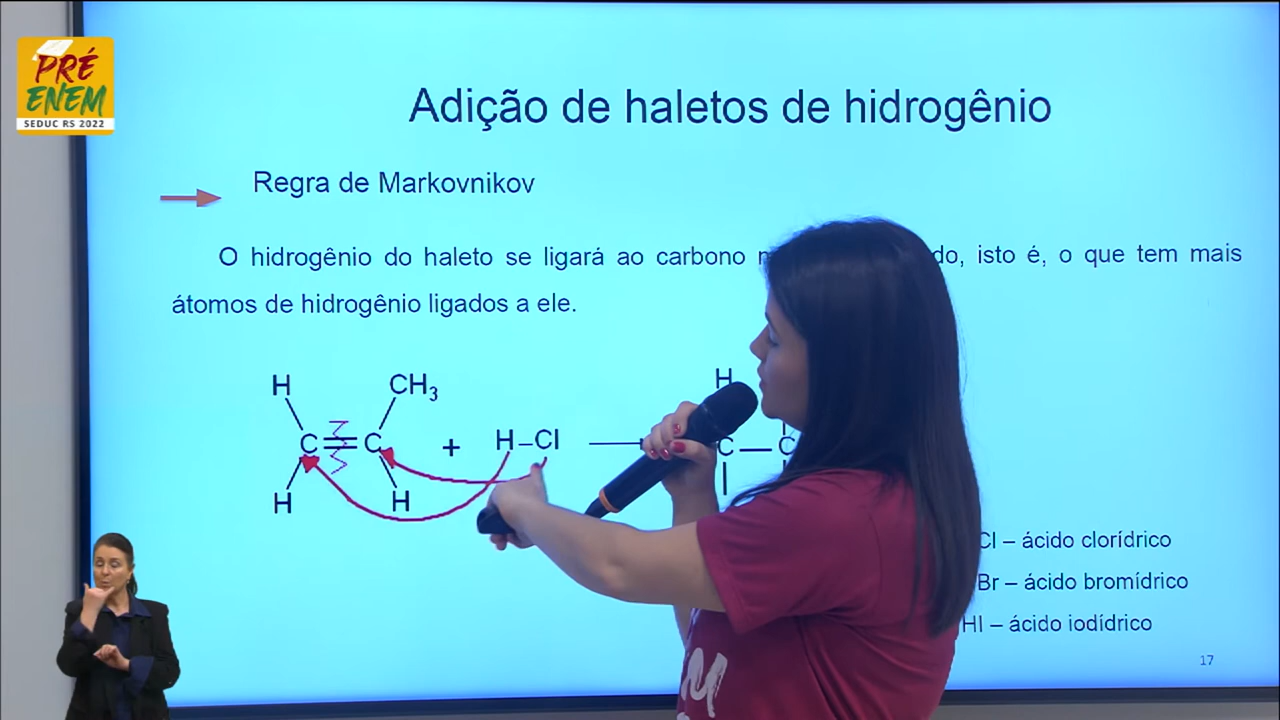 PRÉ
ENEM
SEDUC RS 2022
Adição de haletos de hidrogênio
Regra de Markovnikov
O hidrogênio do haleto se ligará ao carbono do, isto é, o que tem mais
átomos de hidrogênio ligados a ele.
H CH₃ H
C C + H–Cl C C
H H
Cl – ácido clorídrico
Br – ácido bromídrico
HI – ácido iodídrico
17